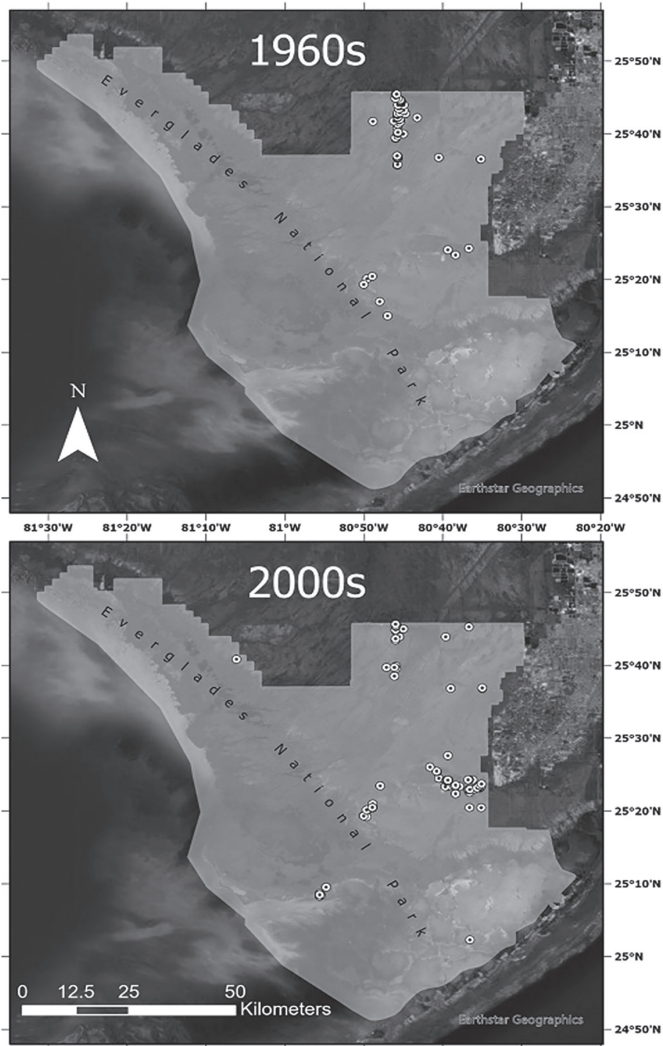 1960s
Everglades National Park
N
Earthstar Geographics
25°50'N
25°40'N
25°30'N
25°20'N
25°10'N
25°N
24°50'N
81°30'W 81°20'W 81°10'W 81°W 80°50'W 80°40'W 80°30'W 80°20'W
2000s
Everglades National Park
0 12.5 25 50
Kilometers
Earthstar Geographics
25°50'N
25°40'N
25°30'N
25°20'N
25°10'N
25°N
24°50'N